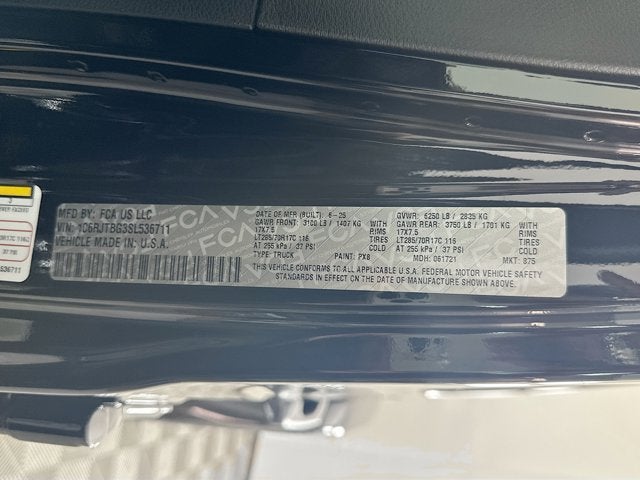 MFD BY: FCA US LLC
VIN: 1C6RJTBG3SL536711
VEHICLE MADE IN: U.S.A.
DATE OF MFR (BUILT): 6-25
GAWR FRONT: 3100 LB / 1407 KG
17X7.5 RIMS
LT285/70R17C 116 TIRES
AT 255 kPa / 37 PSI COLD
TYPE: TRUCK PAINT: PX8
GVWR: 6250 LB / 2835 KG
GAWR REAR: 3750 LB / 1701 KG
17X7.5 RIMS
LT285/70R17C 116 TIRES
AT 255 kPa / 37 PSI COLD
MDH: 061721 MKT: 875
THIS VEHICLE CONFORMS TO ALL APPLICABLE U.S.A. FEDERAL MOTOR VEHICLE SAFETY
STANDARDS IN EFFECT ON THE DATE OF MANUFACTURE SHOWN ABOVE.
536711